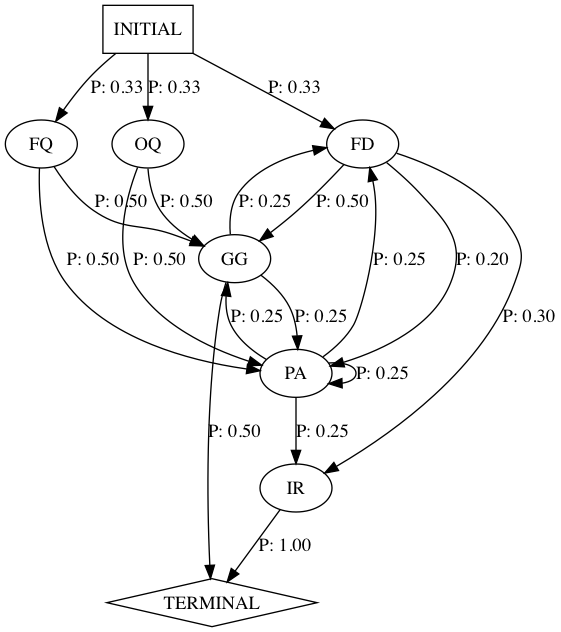 INITIAL
P: 0.33
P: 0.33
P: 0.33
FQ
OQ
FD
P: 0.50
P: 0.50
P: 0.25
P: 0.50
P: 0.50
P: 0.50
GG
P: 0.25
P: 0.20
P: 0.25
P: 0.25
P: 0.30
PA
P: 0.25
P: 0.50
P: 0.25
IR
P: 1.00
TERMINAL